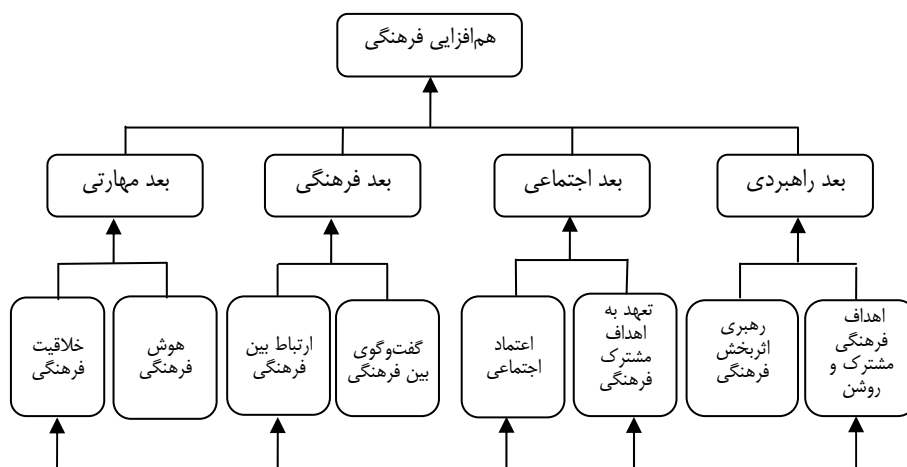 هم‌افزایی فرهنگی
بعد راهبردی
بعد اجتماعی
بعد فرهنگی
بعد مهارتی
اهداف
فرهنگی
مشترک و
روشن
رهبری
اثربخش
فرهنگی
تعهد به
اهداف
مشترک
فرهنگی
اعتماد
اجتماعی
گفت‌وگوی
بین فرهنگی
ارتباط بین
فرهنگی
هوش
فرهنگی
خلاقیت
فرهنگی